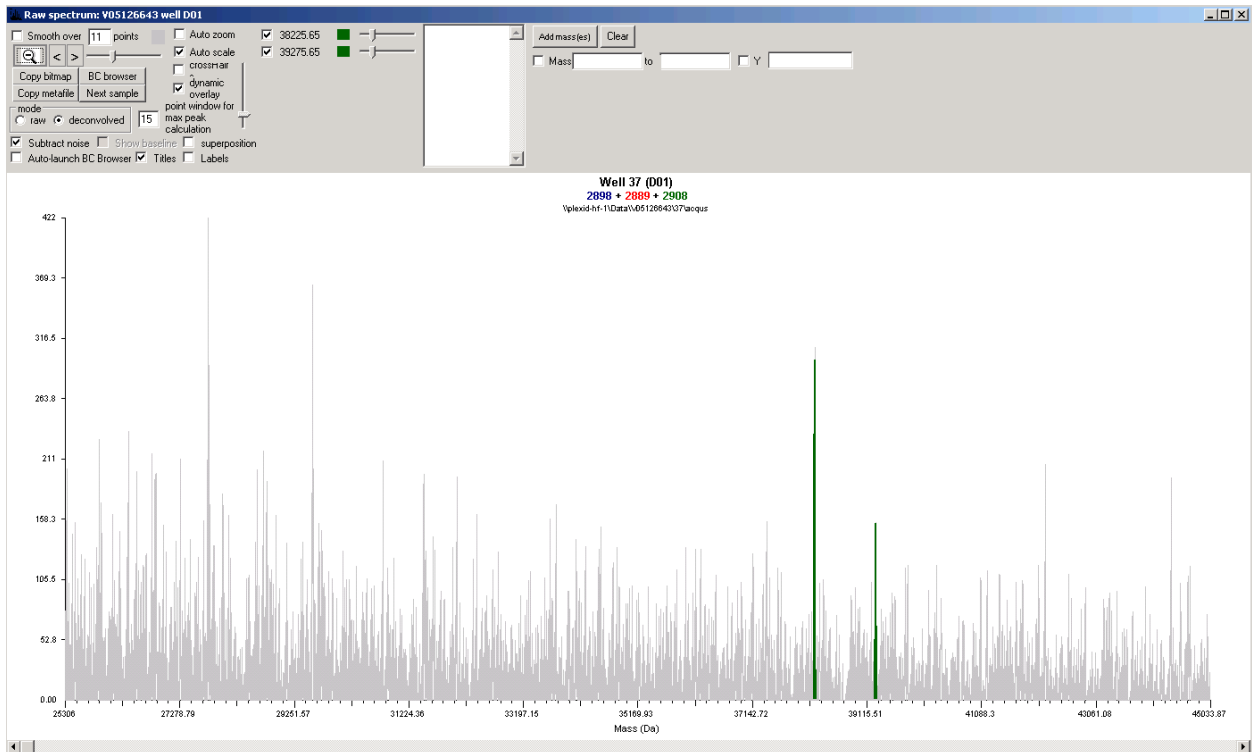 Raw spectrum: V05126643 well D01
Smooth over 11 points
< >
Copy bitmap BC browser
Copy metafile Next sample
mode
raw deconvolved
15
Auto zoom
Auto scale
crossHair
dynamic
overlay
point window for
max peak
calculation
Subtract noise Show baseline superposition
Auto-launch BC Browser Titles Labels
38225.65
39275.65
Add mass(es) Clear
Mass to Y
Well 37 (D01)
2898 + 2889 + 2908
\\plexid-hf-1\Data\V05126643\37\acqus
422
369.3
316.5
263.8
211
158.3
105.5
52.8
0.00
25306 27278.79 29251.57 31224.36 33197.15 35169.93 37142.72 39115.51 41088.3 43061.08 45033.87
Mass (Da)